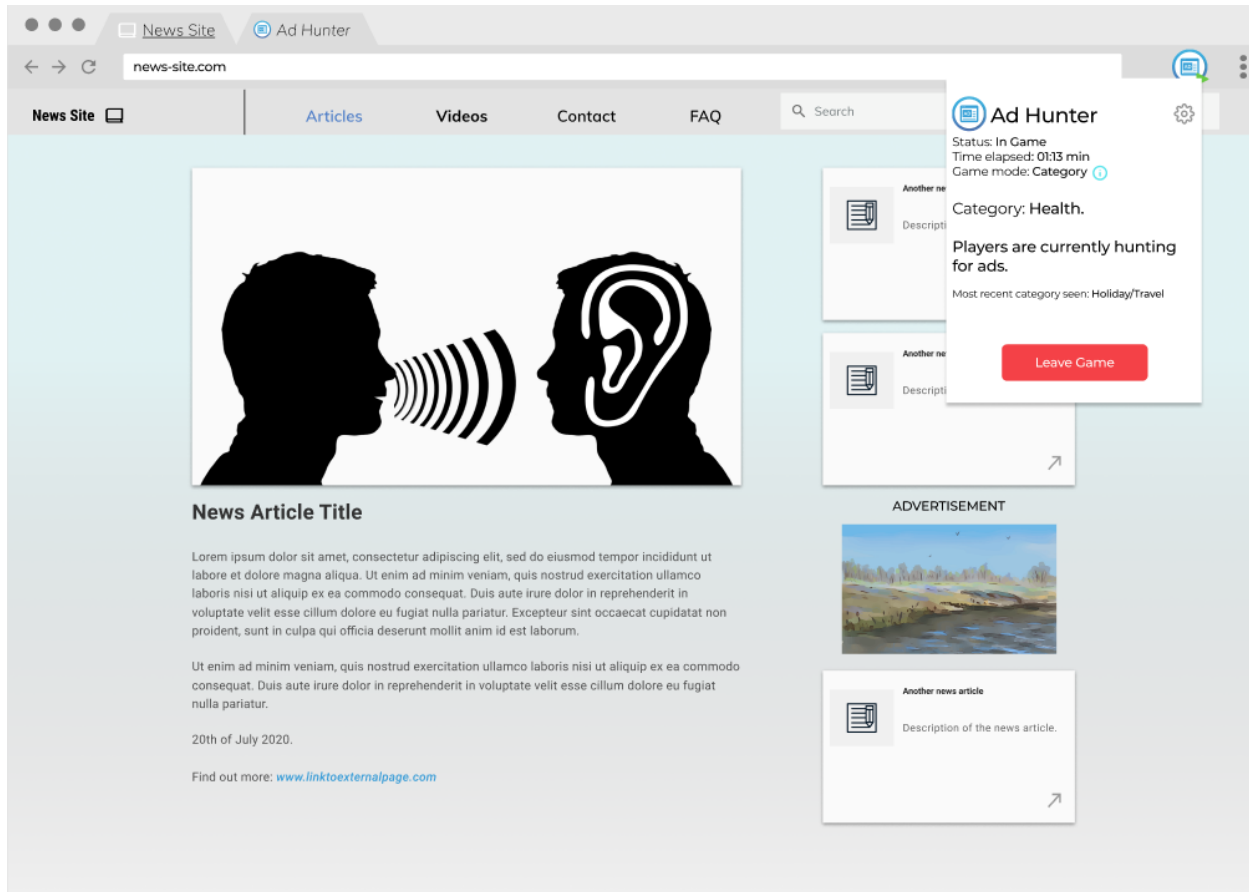 News Site
Ad Hunter
news-site.com
News Site
Articles
Videos
Contact
FAQ
Search
Ad Hunter
Status: In Game
Time elapsed: 01:13 min
Game mode: Category
Category: Health.
Players are currently hunting
for ads.
Most recent category seen: Holiday/Travel
Leave Game
News Article Title
Lorem ipsum dolor sit amet, consectetur adipiscing elit, sed do eiusmod tempor incididunt ut
labore et dolore magna aliqua. Ut enim ad minim veniam, quis nostrud exercitation ullamco
laboris nisi ut aliquip ex ea commodo consequat. Duis aute irure dolor in reprehenderit in
voluptate velit esse cillum dolore eu fugiat nulla pariatur. Excepteur sint occaecat cupidatat non
proident, sunt in culpa qui officia deserunt mollit anim id est laborum.
Ut enim ad minim veniam, quis nostrud exercitation ullamco laboris nisi ut aliquip ex ea commodo
consequat. Duis aute irure dolor in reprehenderit in voluptate velit esse cillum dolore eu fugiat
nulla pariatur.
20th of July 2020.
Find out more: www.linktoexternalpage.com
Another ne
Descripti
Another ne
Descripti
ADVERTISEMENT
Another news article
Description of the news article.